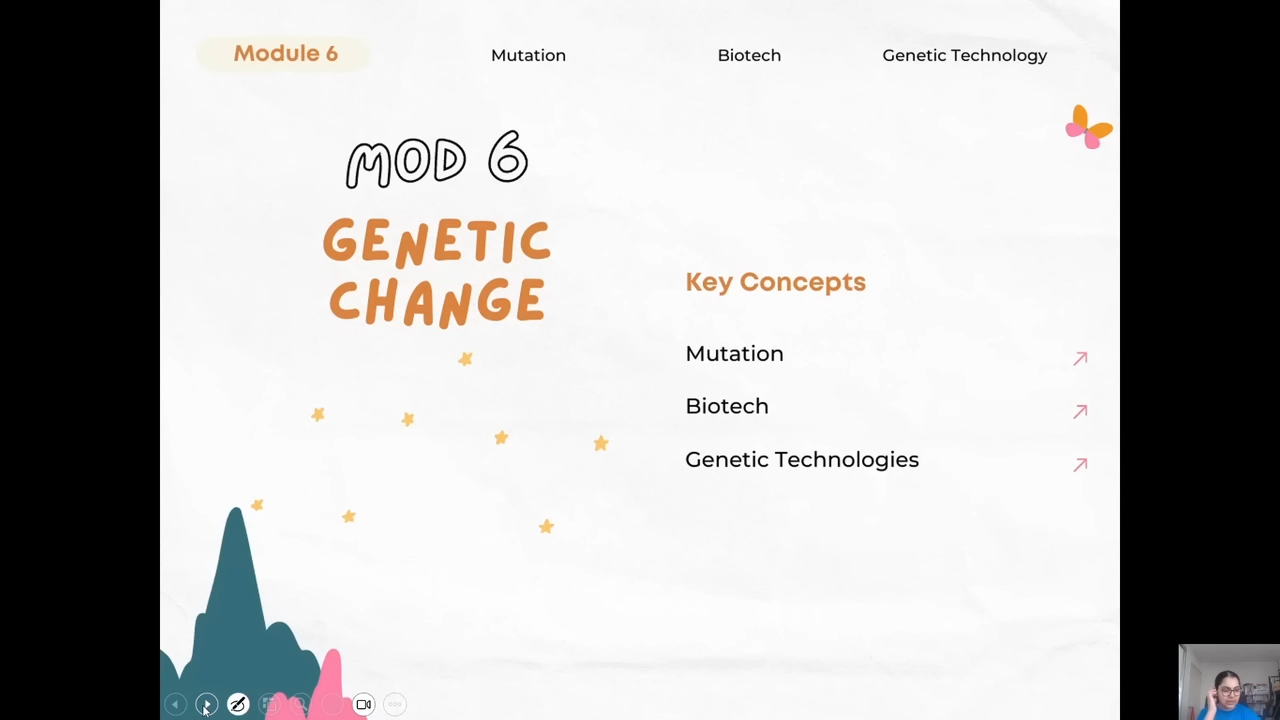 Module 6
Mutation
Biotech
Genetic Technology
MOD 6
GENETIC
CHANGE
Key Concepts
Mutation
Biotech
Genetic Technologies